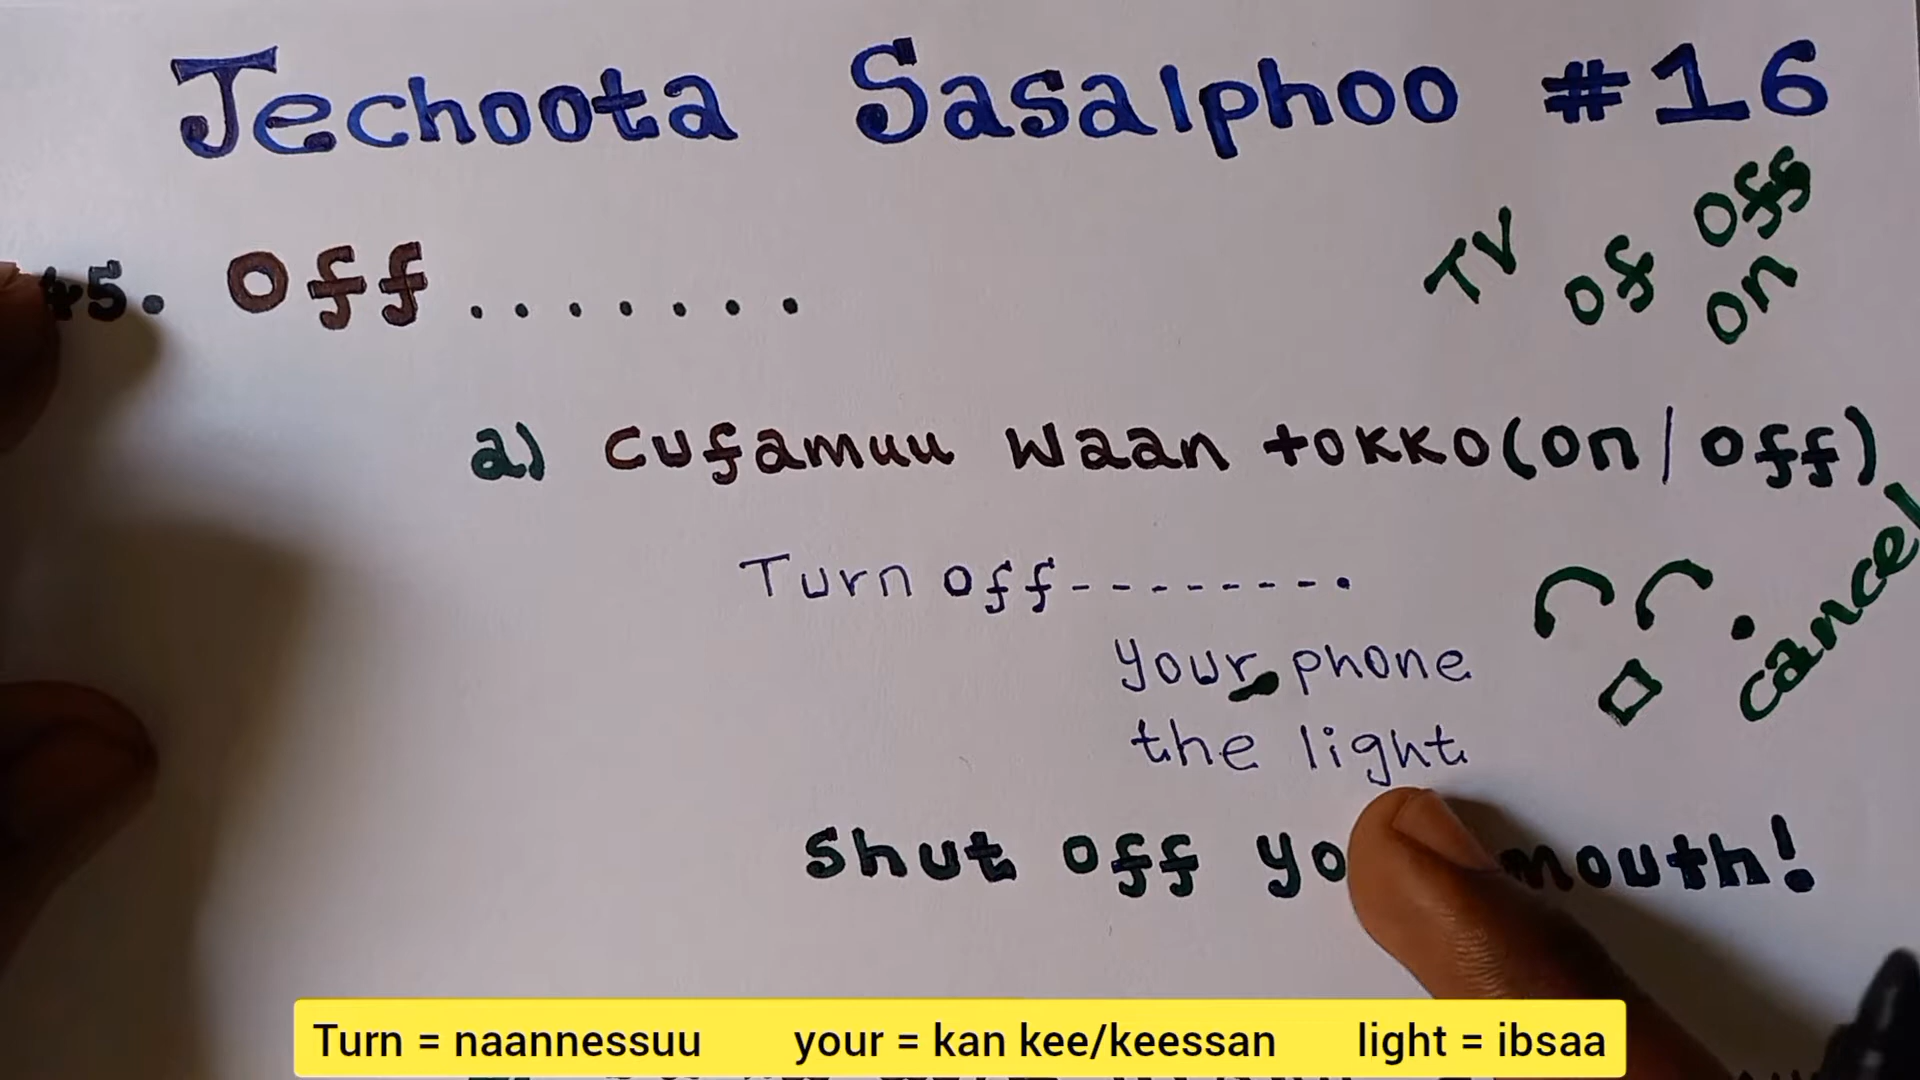 Jechoota Sasalphoo #16
45. Off .......
TV of off
on
a) cufamuu waan tokko(on/off)
Turn off--------.
your phone
the light
cancel
Shut off yo mouth!
Turn = naannessuu your = kan kee/keessan light = ibsaa